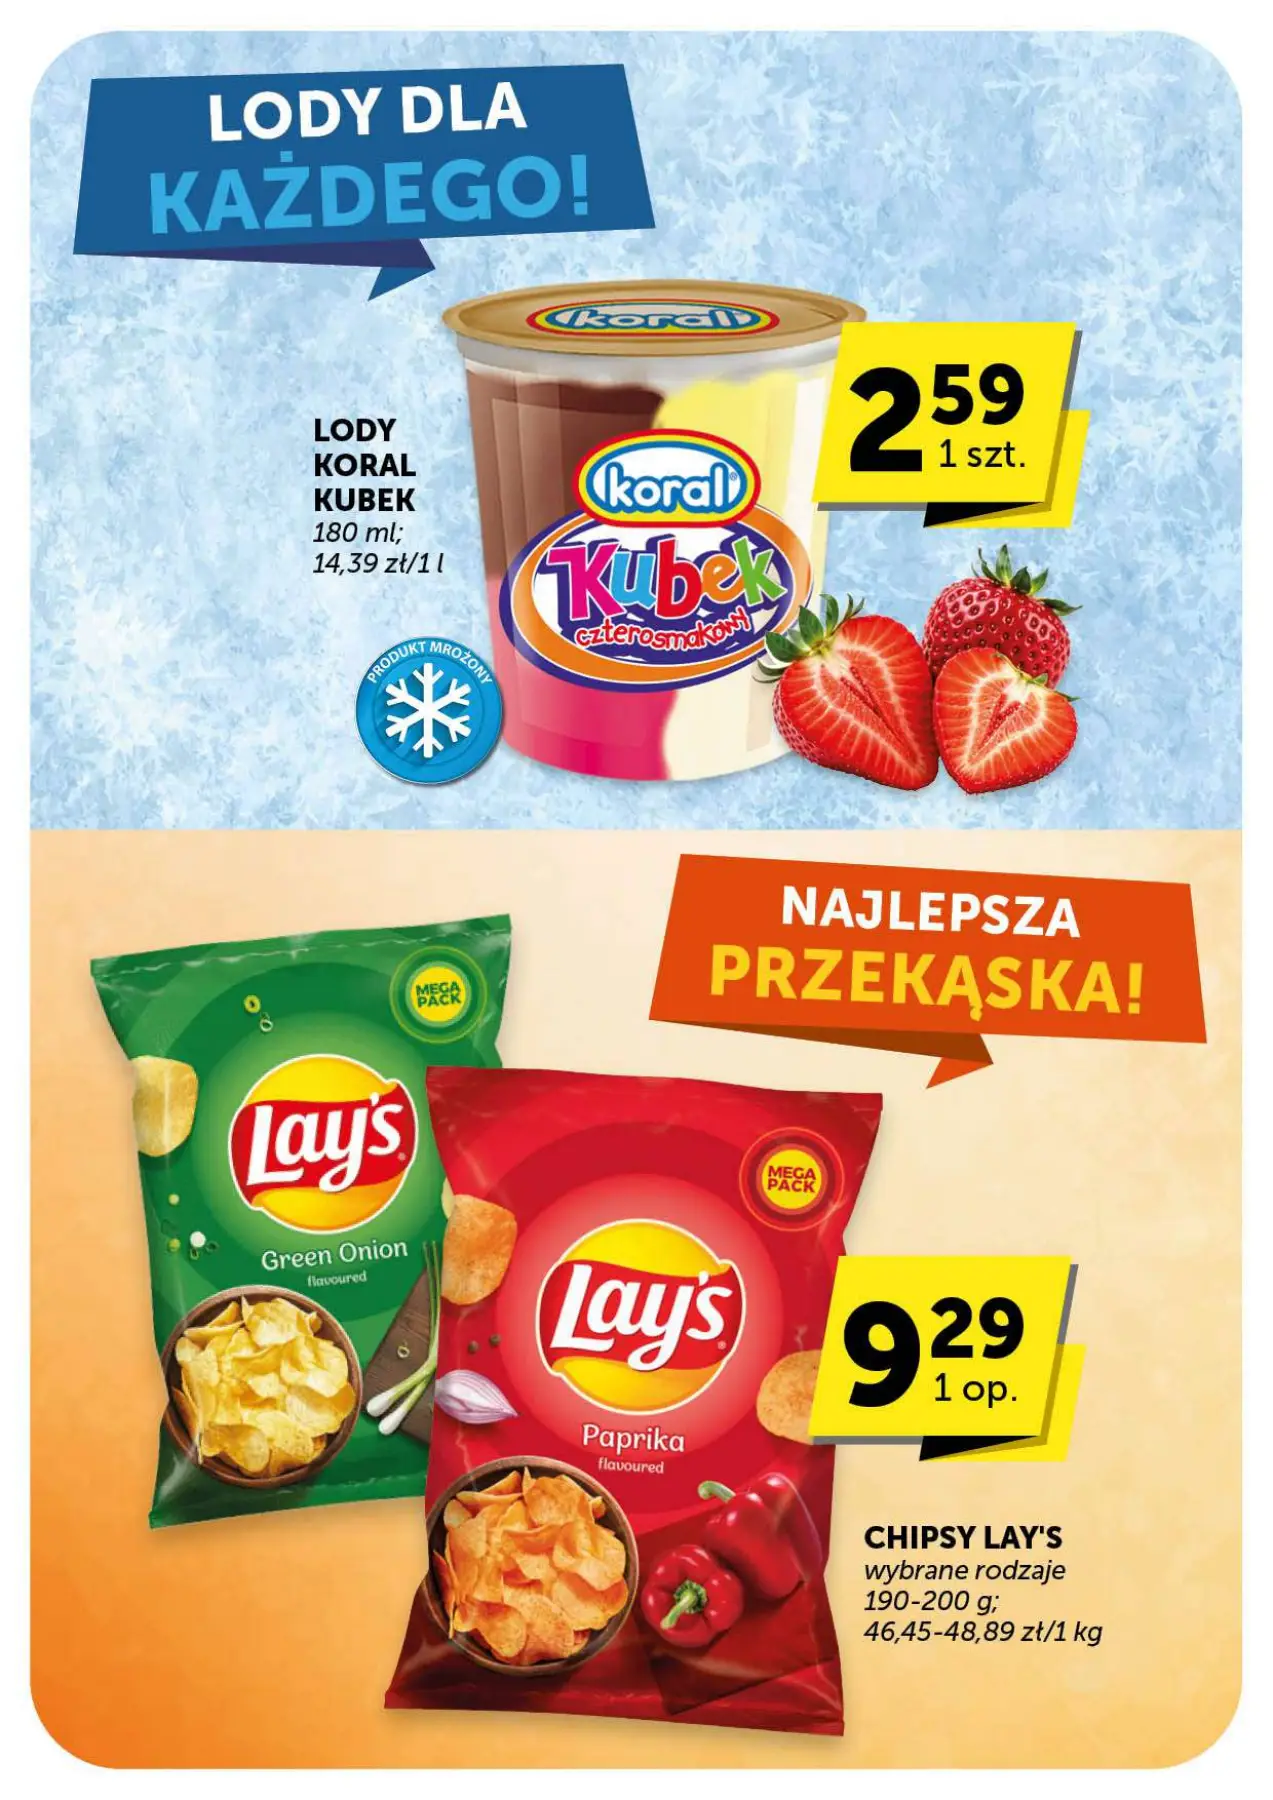 LODY DLA
KAŻDEGO!
koral
2 59
1 szt.
LODY
KORAL
KUBEK
180 ml;
14,39 zł/1 l
koral®
Kubek
czterosmakowy
PRODUKT MROŻONY
NAJLEPSZA
PRZEKĄSKA!
MEGA
PACK
Lay's
Green Onion
flavoured
MEGA
PACK
Lay's
Paprika
flavoured
9 29
1 op.
CHIPSY LAY'S
wybrane rodzaje
190-200 g;
46,45-48,89 zł/1 kg